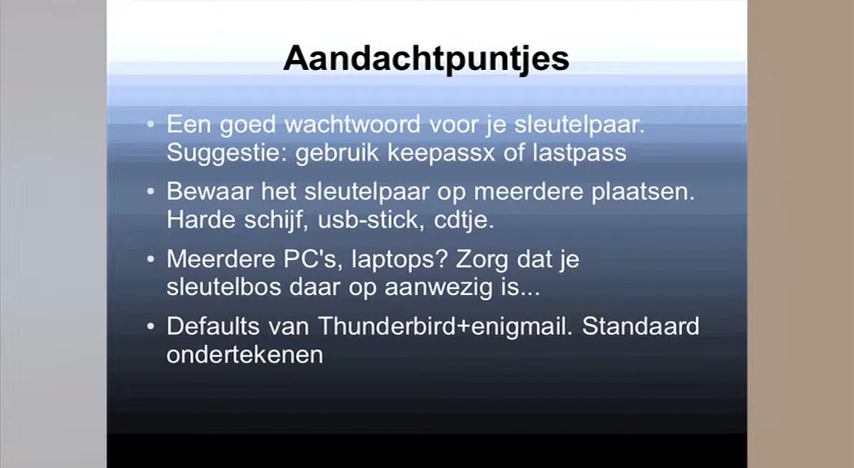 Aandachtpuntjes
• Een goed wachtwoord voor je sleutelpaar.
Suggestie: gebruik keepassx of lastpass
• Bewaar het sleutelpaar op meerdere plaatsen.
Harde schijf, usb-stick, cdtje.
• Meerdere PC's, laptops? Zorg dat je
sleutelbos daar op aanwezig is...
• Defaults van Thunderbird+enigmail. Standaard
ondertekenen